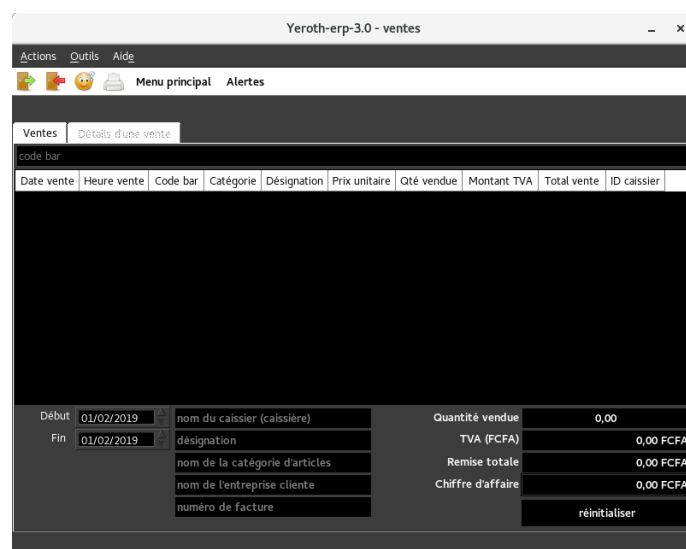 Yeroth-erp-3.0 - ventes
Actions Outils Aide
Menu principal Alertes
Ventes Détails d'une vente
code bar
Date vente Heure vente Code bar Catégorie Désignation Prix unitaire Qté vendue Montant TVA Total vente ID caissier
Début 01/02/2019 nom du caissier (caissière) Quantité vendue 0,00
Fin 01/02/2019 désignation TVA (FCFA) 0,00 FCFA
nom de la catégorie d'articles Remise totale 0,00 FCFA
nom de l'entreprise cliente Chiffre d'affaire 0,00 FCFA
numéro de facture réinitialiser